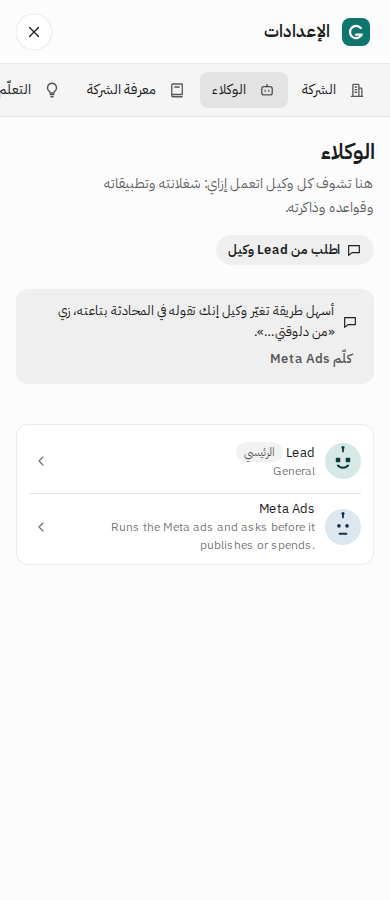 الإعدادات
الشركة
الوكلاء
معرفة الشركة
التعلّم
الوكلاء
هنا تشوف كل وكيل اتعمل إزاي: شغلانته وتطبيقاته
وقواعده وذاكرته.
اطلب من Lead وكيل
أسهل طريقة تغيّر وكيل إنك تقوله في المحادثة بتاعته، زي
«من دلوقتي...».
كلّم Meta Ads
Lead الرئيسي
General
Meta Ads
Runs the Meta ads and asks before it
publishes or spends.